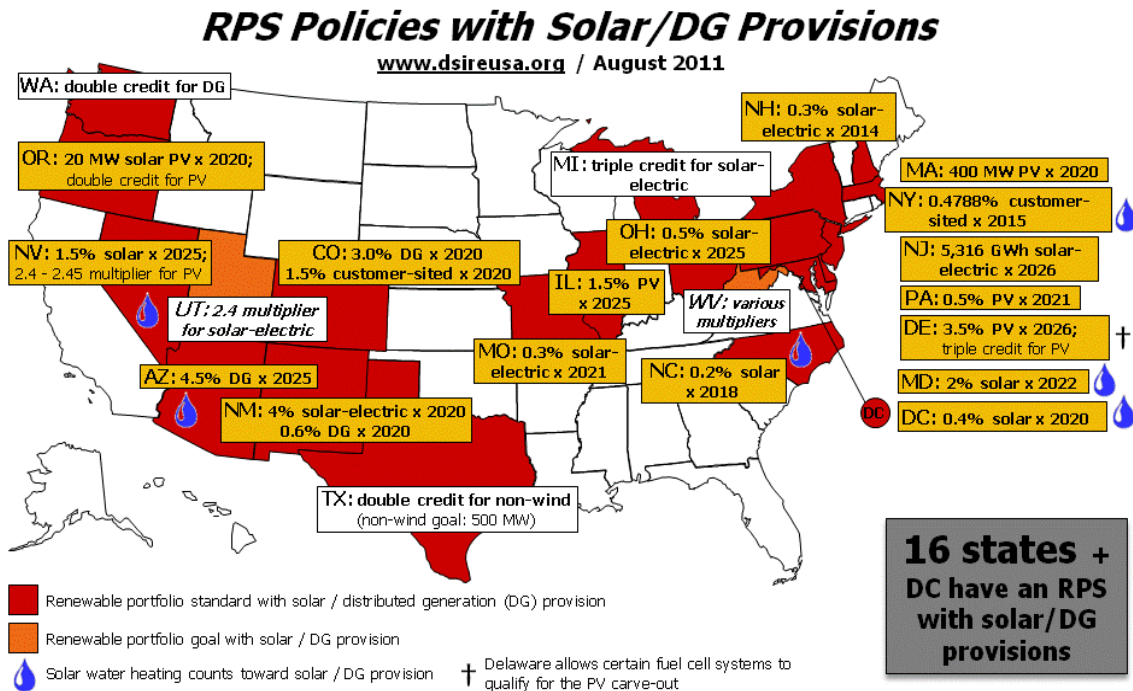 RPS Policies with Solar/DG Provisions
www.dsireusa.org / August 2011
WA: double credit for DG
OR: 20 MW solar PV x 2020;
double credit for PV
NV: 1.5% solar x 2025;
2.4 - 2.45 multiplier for PV
UT: 2.4 multiplier
for solar-electric
CO: 3.0% DG x 2020
1.5% customer-sited x 2020
AZ: 4.5% DG x 2025
NM: 4% solar-electric x 2020
0.6% DG x 2020
TX: double credit for non-wind
(non-wind goal: 500 MW)
MO: 0.3% solar-
electric x 2021
IL: 1.5% PV
x 2025
MI: triple credit for solar-
electric
OH: 0.5% solar-
electric x 2025
WV: various
multipliers
NC: 0.2% solar
x 2018
NH: 0.3% solar-
electric x 2014
MA: 400 MW PV x 2020
NY: 0.4788% customer-
sited x 2015
NJ: 5,316 GWh solar-
electric x 2026
PA: 0.5% PV x 2021
DE: 3.5% PV x 2026;
triple credit for PV
†
MD: 2% solar x 2022
DC
DC: 0.4% solar x 2020
16 states +
DC have an RPS
with solar/DG
provisions
Renewable portfolio standard with solar / distributed generation (DG) provision
Renewable portfolio goal with solar / DG provision
Solar water heating counts toward solar / DG provision
† Delaware allows certain fuel cell systems to
qualify for the PV carve-out